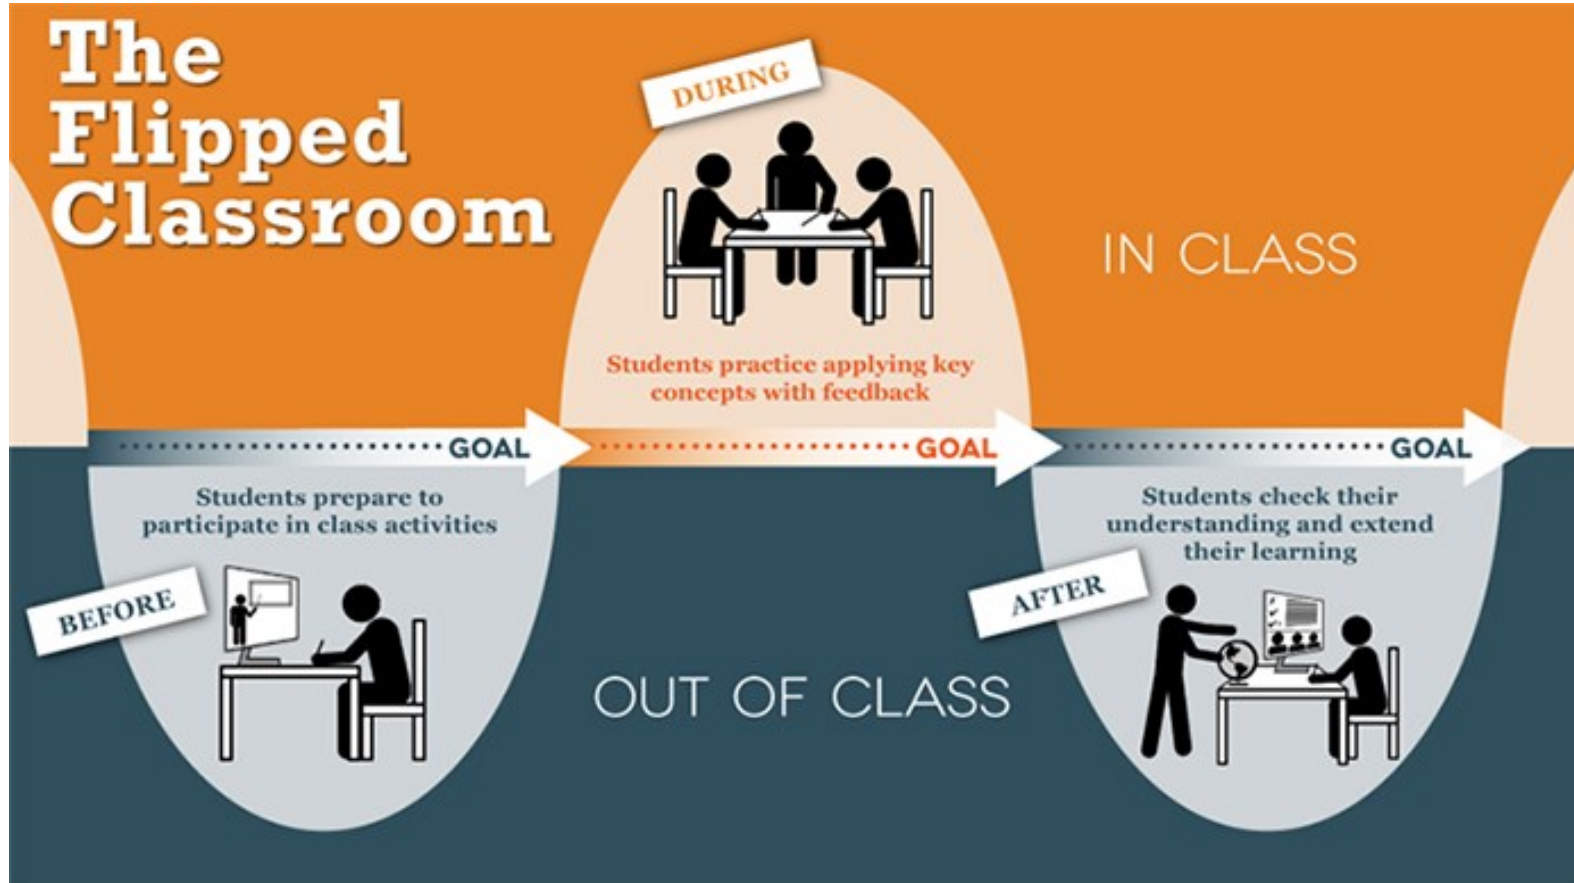 The
Flipped
Classroom
DURING
IN CLASS
Students practice applying key
concepts with feedback
GOAL
GOAL
GOAL
Students prepare to
participate in class activities
BEFORE
Students check their
understanding and extend
their learning
AFTER
OUT OF CLASS